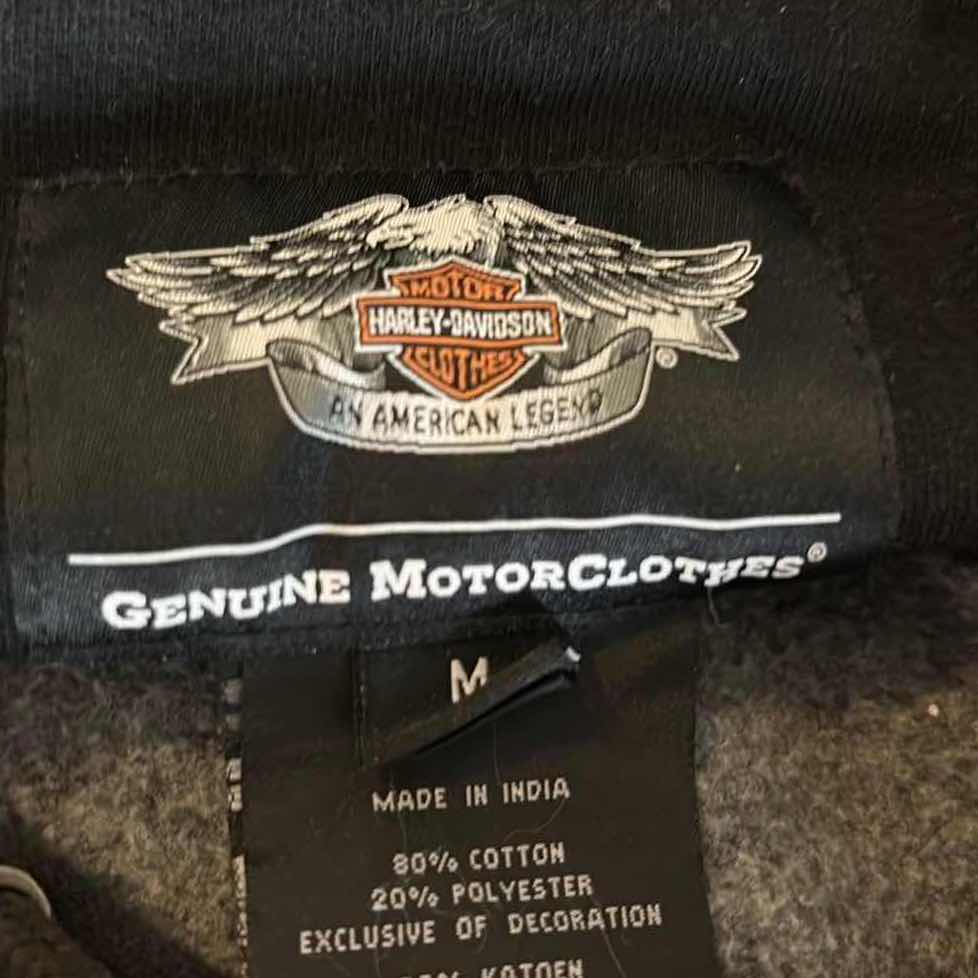 MOTOR
HARLEY-DAVIDSON
CLOTHES
®
AN AMERICAN LEGEND
GENUINE MOTORCLOTHES®
M
MADE IN INDIA
80% COTTON
20% POLYESTER
EXCLUSIVE OF DECORATION
KATOEN